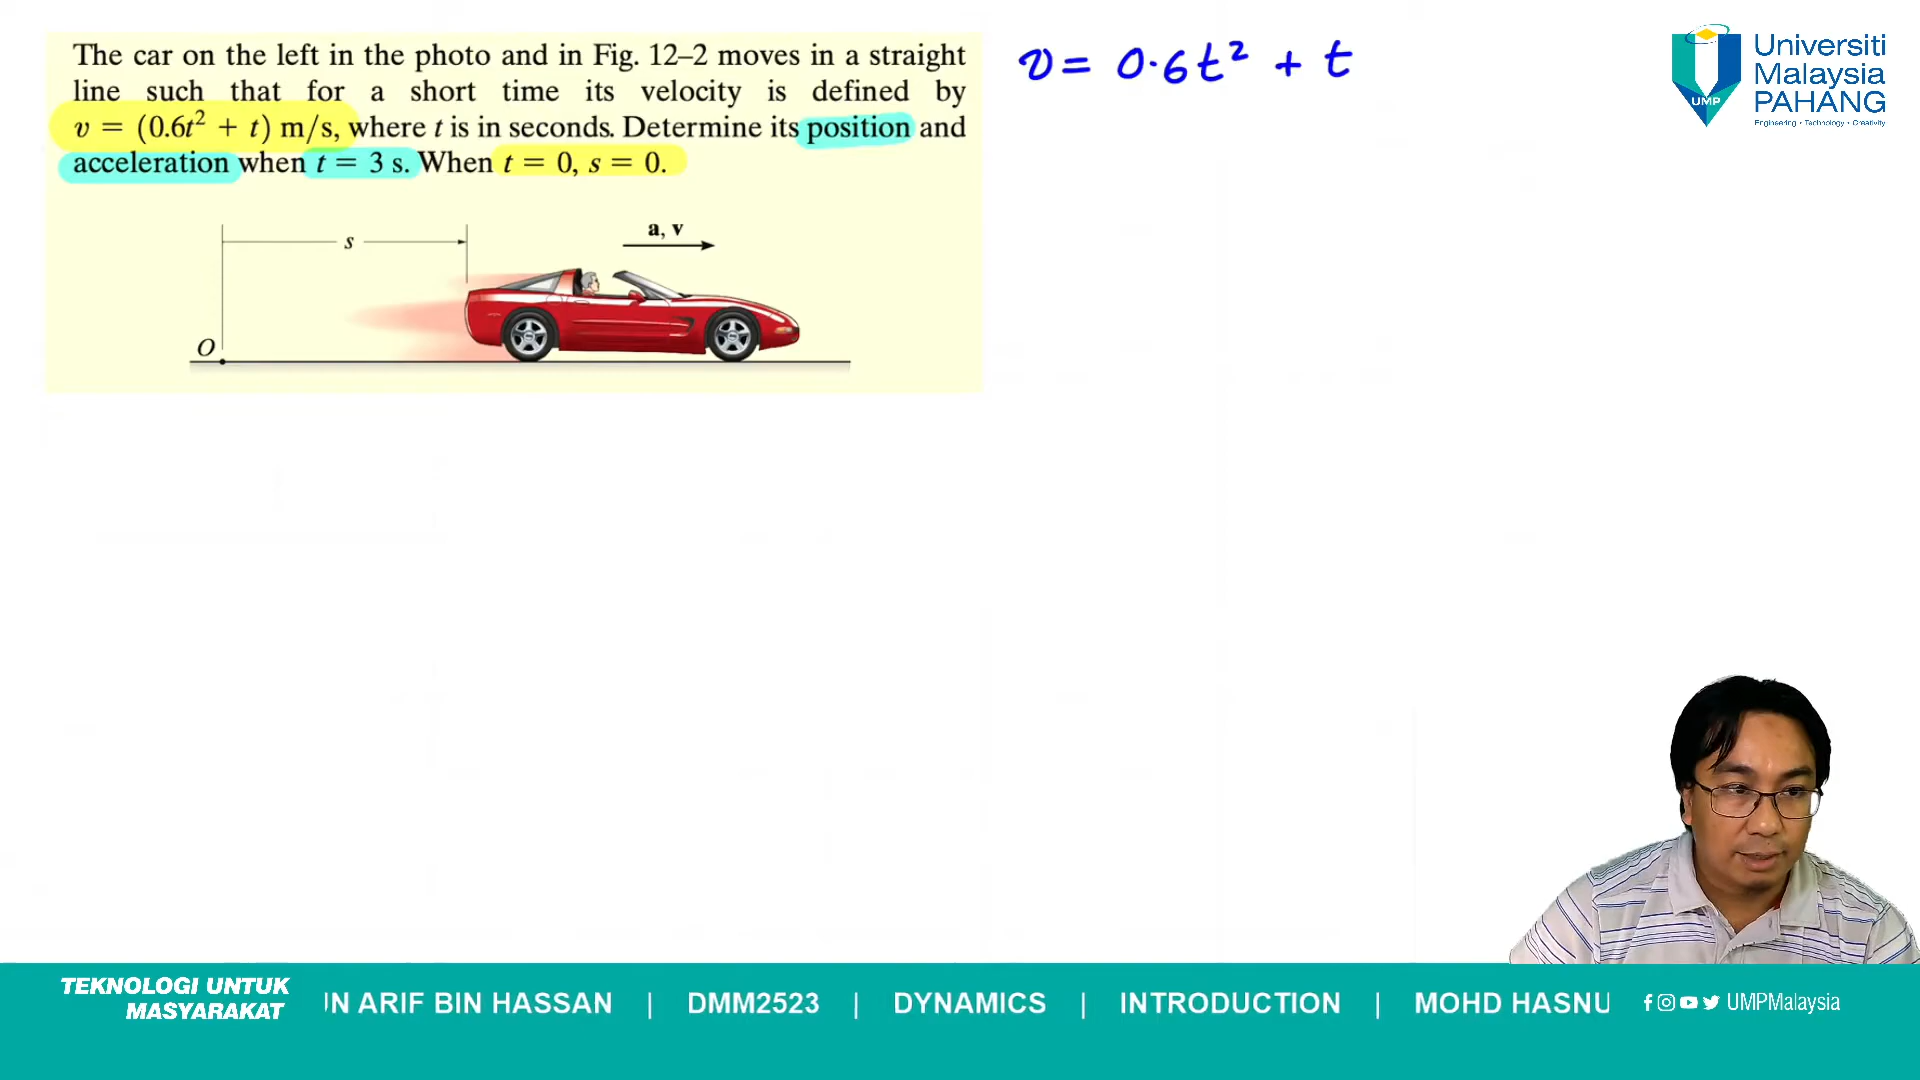 The car on the left in the photo and in Fig. 12–2 moves in a straight
line such that for a short time its velocity is defined by
v = (0.6t² + t) m/s, where t is in seconds. Determine its position and
acceleration when t = 3 s. When t = 0, s = 0.
v = 0.6t² + t
Universiti
Malaysia
PAHANG
Engineering • Technology • Creativity
UMP
a, v
s
O
TEKNOLOGI UNTUK
MASYARAKAT
IN ARIF BIN HASSAN | DMM2523 | DYNAMICS | INTRODUCTION | MOHD HASNU
UMPMalaysia